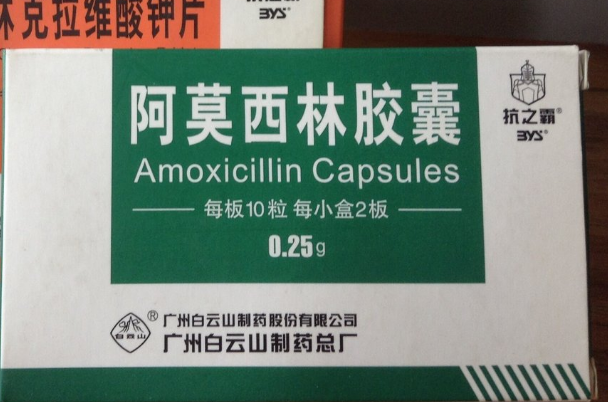 克拉维酸钾片
BYS®
阿莫西林胶囊
Amoxicillin Capsules
每板10粒 每小盒2板
0.25g
抗之霸®
BYS®
白云山
®
广州白云山制药股份有限公司
广州白云山制药总厂